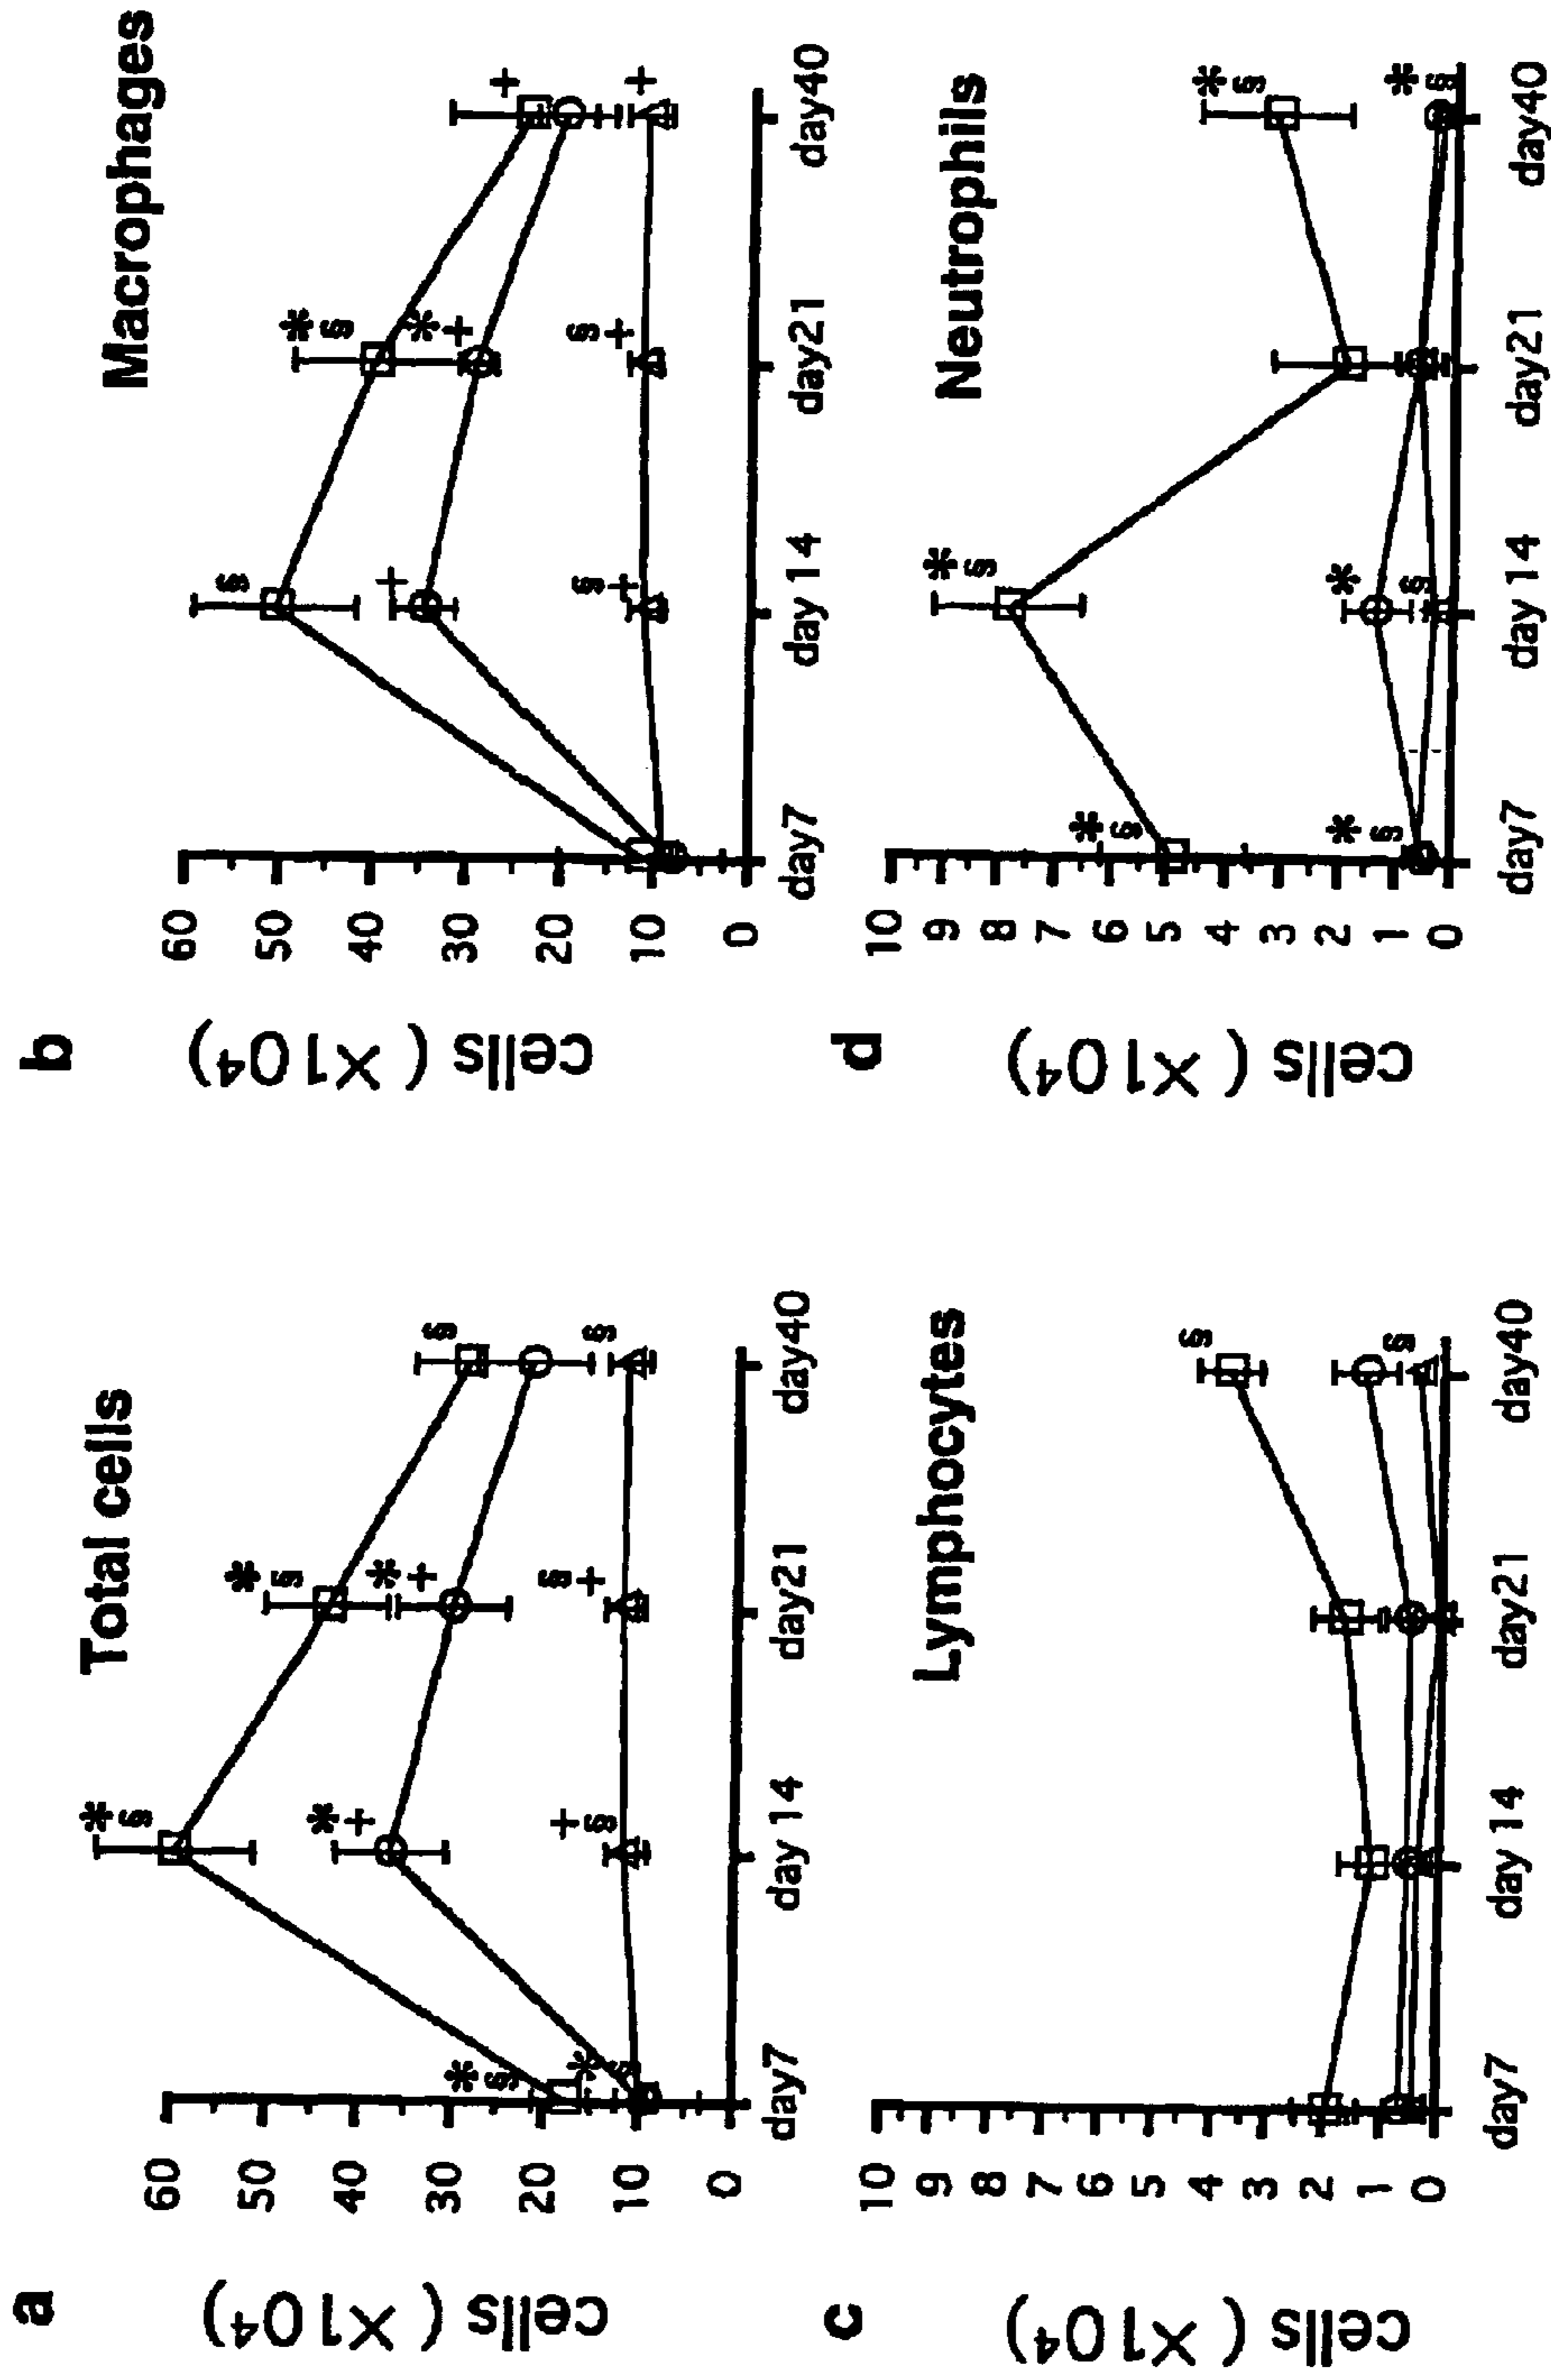 a
Total cells
cells (×10⁴)
60
50
40
30
20
10
0
* §
* §
* §
* +
+ §
* §
* +
§ +
§
§
day7
day 14
day21
day40
b
Macrophages
cells (×10⁴)
60
50
40
30
20
10
0
§
+
§ +
* §
* +
§ +
+
+
day7
day 14
day21
day40
c
Lymphocytes
cells (×10⁴)
10
9
8
7
6
5
4
3
2
1
0
§
§
day7
day 14
day21
day40
d
Neutrophils
cells (×10⁴)
10
9
8
7
6
5
4
3
2
1
0
* §
* §
* §
*
§
* §
* §
day7
day 14
day21
day40